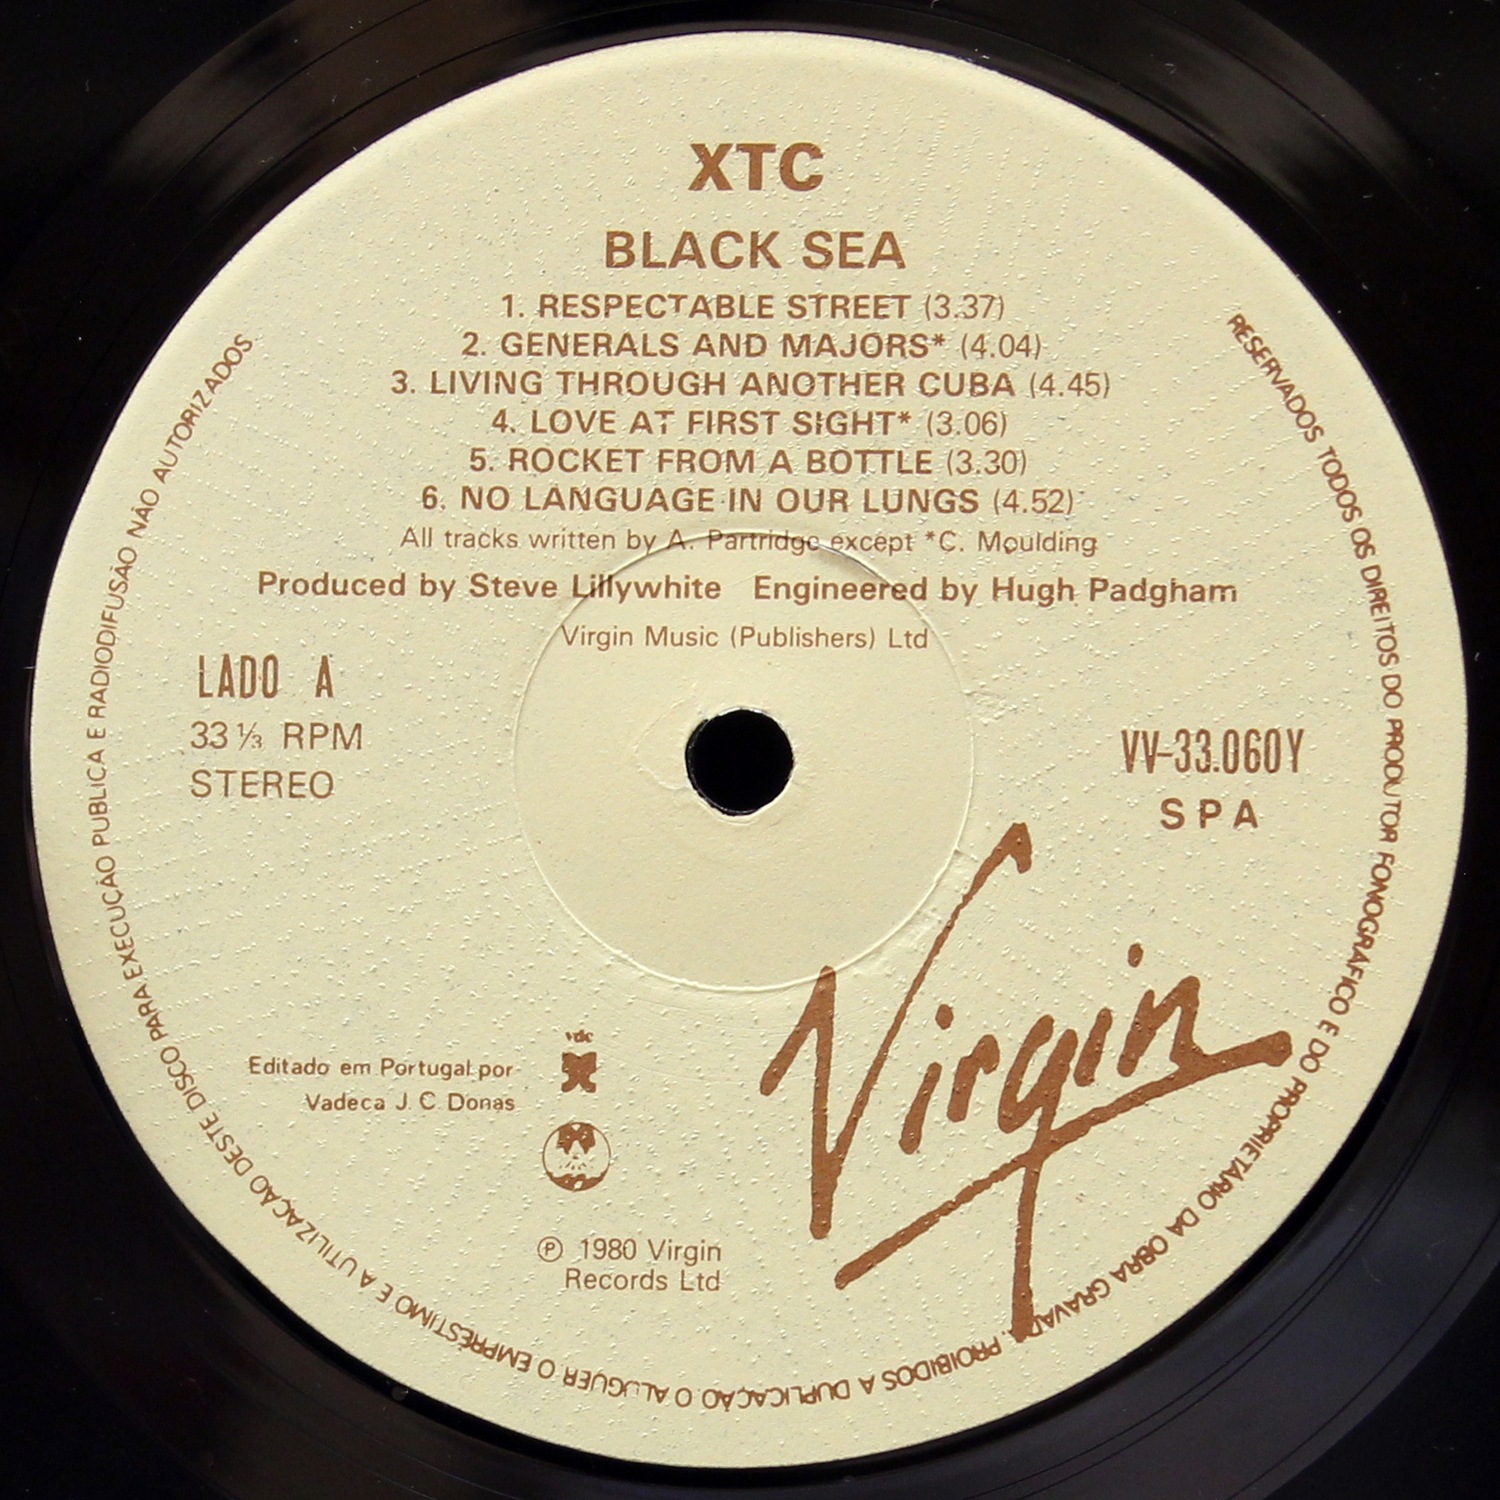 XTC
BLACK SEA
1. RESPECTABLE STREET (3.37)
2. GENERALS AND MAJORS* (4.04)
3. LIVING THROUGH ANOTHER CUBA (4.45)
4. LOVE AT FIRST SIGHT* (3.06)
5. ROCKET FROM A BOTTLE (3.30)
6. NO LANGUAGE IN OUR LUNGS (4.52)
All tracks written by A. Partridge except *C. Moulding
Produced by Steve Lillywhite Engineered by Hugh Padgham
Virgin Music (Publishers) Ltd
LADO A
33 ⅓ RPM
STEREO
VV-33.060Y
SPA
Virgin
Editado em Portugal por
Vadeca J. C. Donas
vdc
℗ 1980 Virgin
Records Ltd
RESERVADOS TODOS OS DIREITOS DO PRODUTOR FONOGRAFICO E DO PROPRIETARIO DA OBRA GRAVADA. PROIBIDOS A DUPLICAÇÃO O ALUGUER O EMPRÉSTIMO E A UTILIZAÇÃO DESTE DISCO PARA EXECUÇÃO PUBLICA E RADIODIFUSÃO NÃO AUTORIZADOS